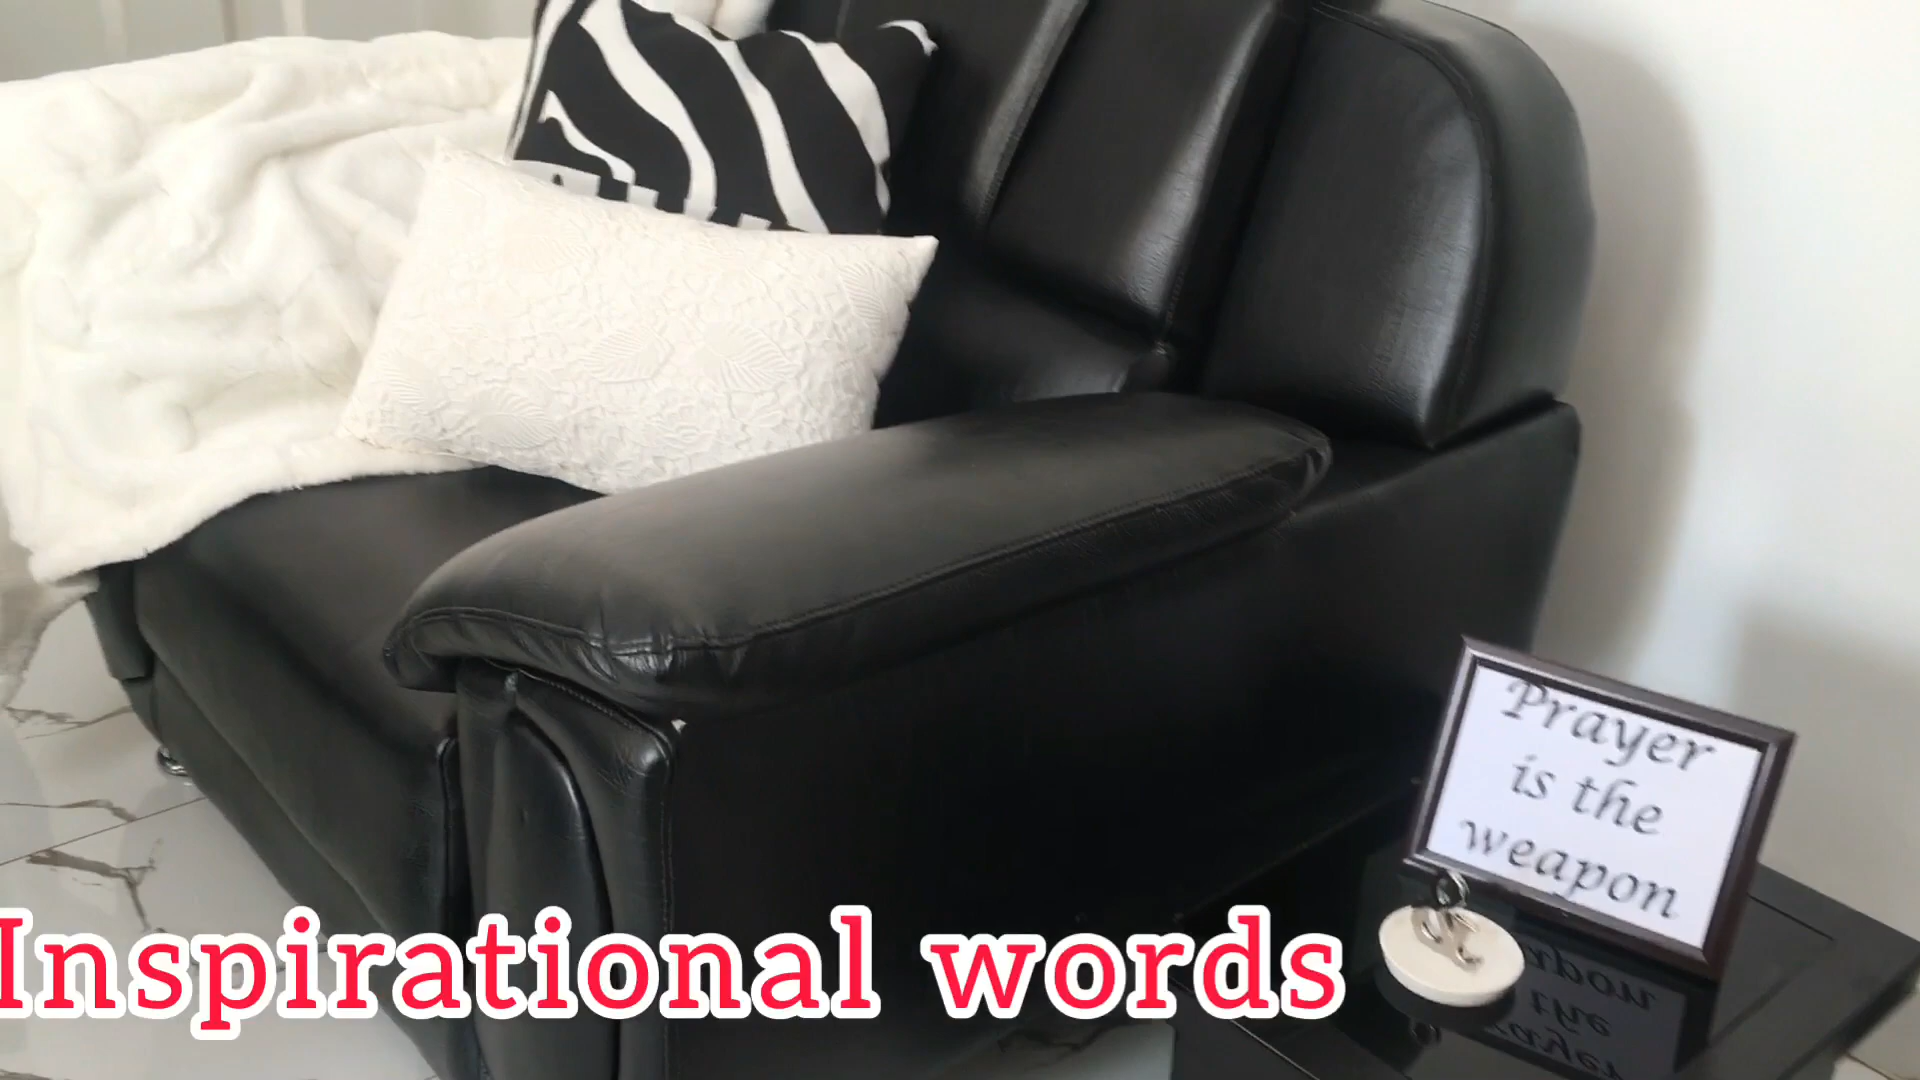 Prayer
is the
weapon
Inspirational words